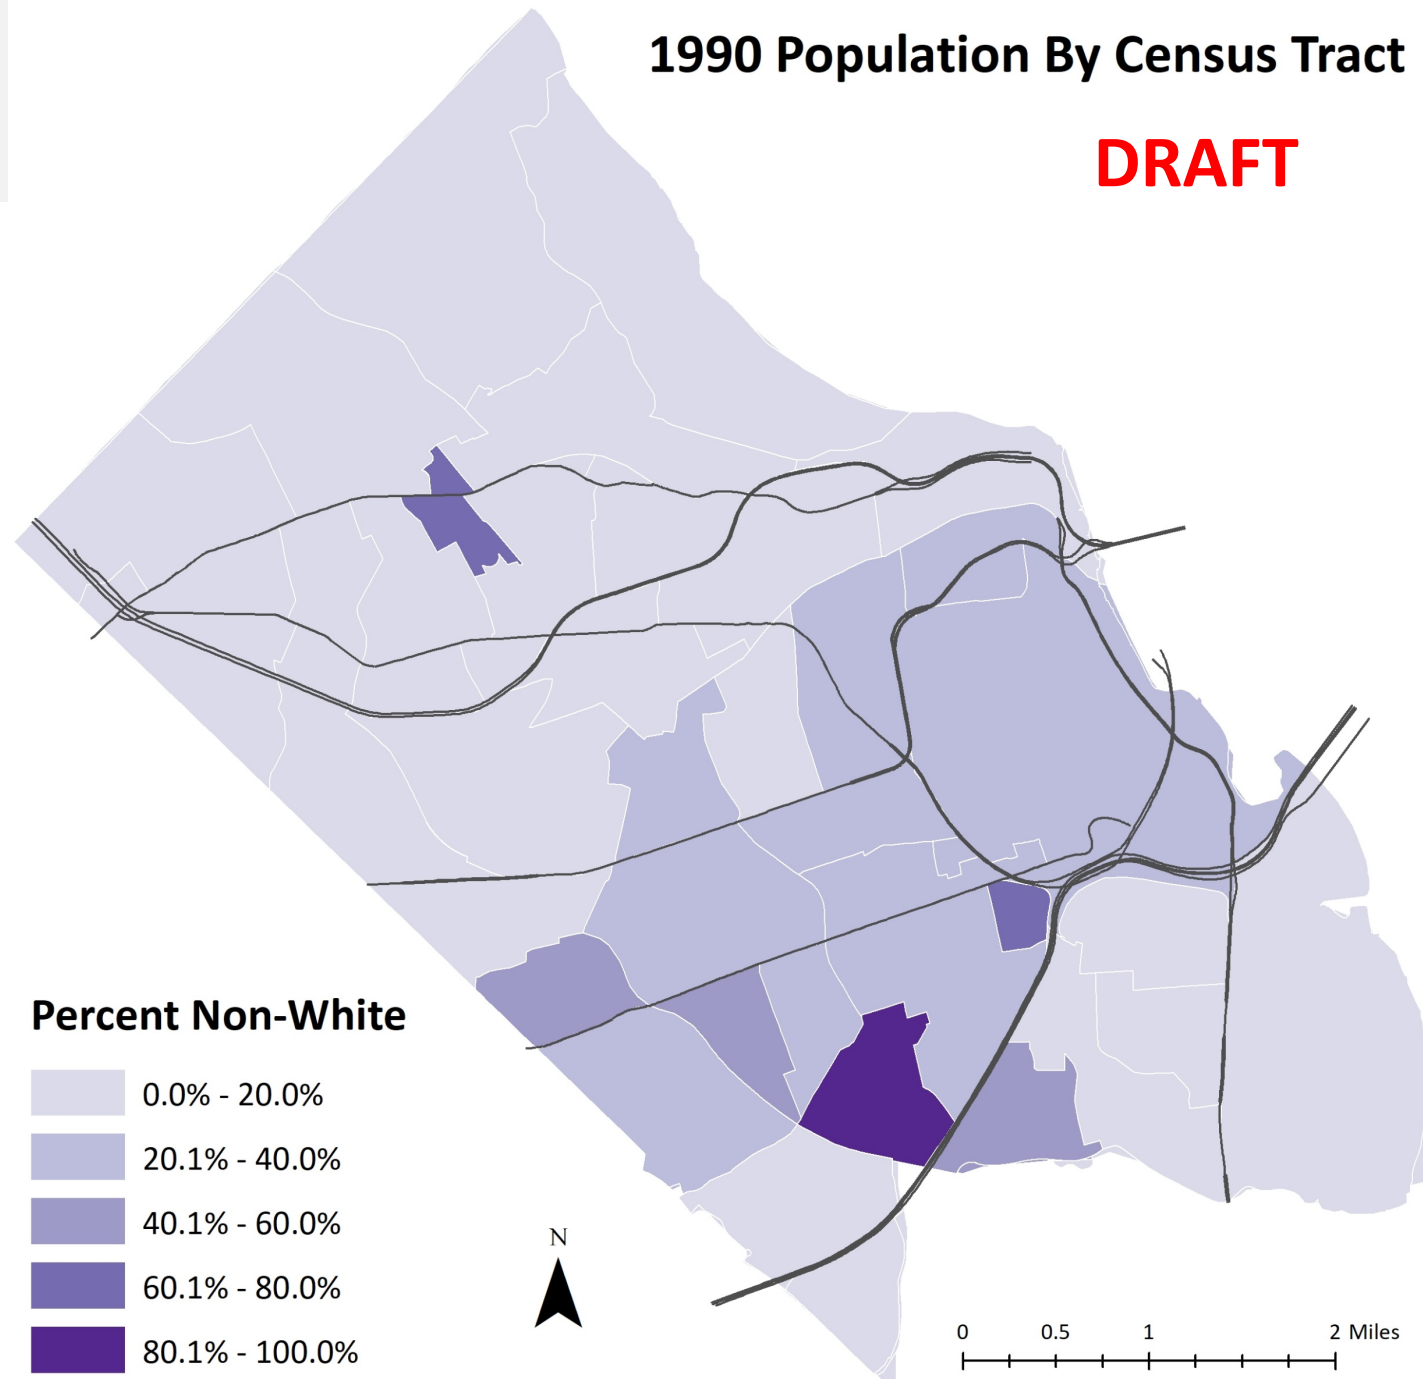 1990 Population By Census Tract
DRAFT
Percent Non-White
0.0% - 20.0%
20.1% - 40.0%
40.1% - 60.0%
60.1% - 80.0%
80.1% - 100.0%
N
0 0.5 1 2 Miles